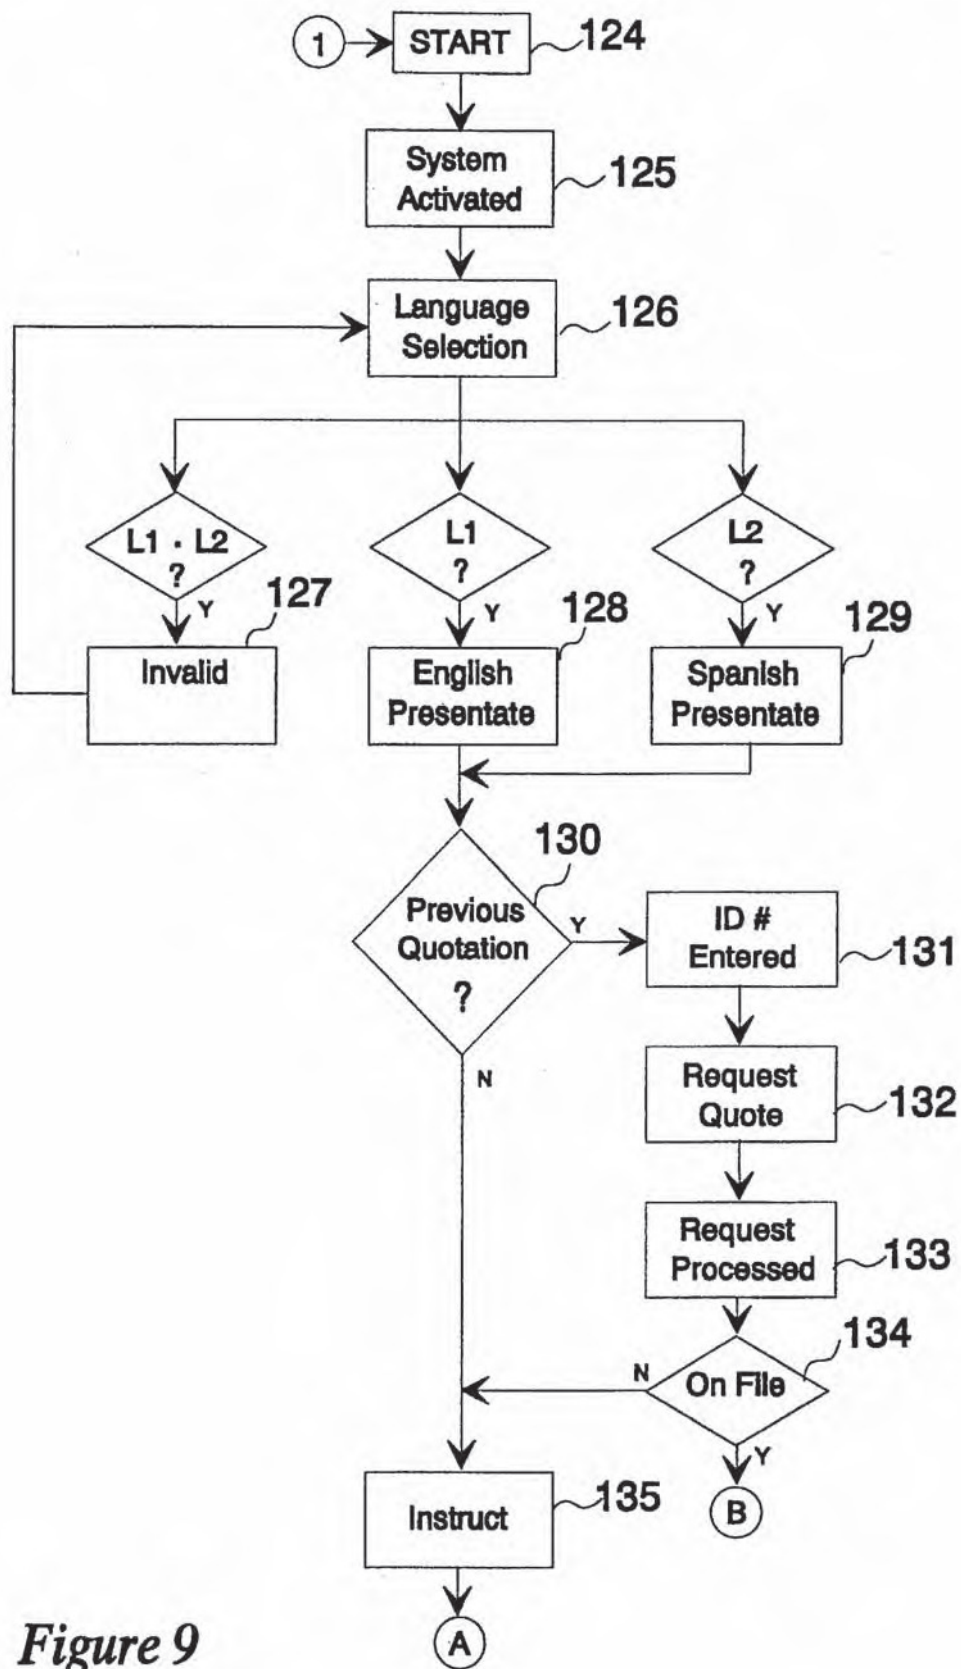 1
START
124
System
Activated
125
Language
Selection
126
L1 . L2
?
L1
?
L2
?
Y
127
Y
128
Y
129
Invalid
English
Presentate
Spanish
Presentate
130
Previous
Quotation
?
Y
ID #
Entered
131
N
Request
Quote
132
Request
Processed
133
134
N
On File
Y
Instruct
135
B
A
Figure 9